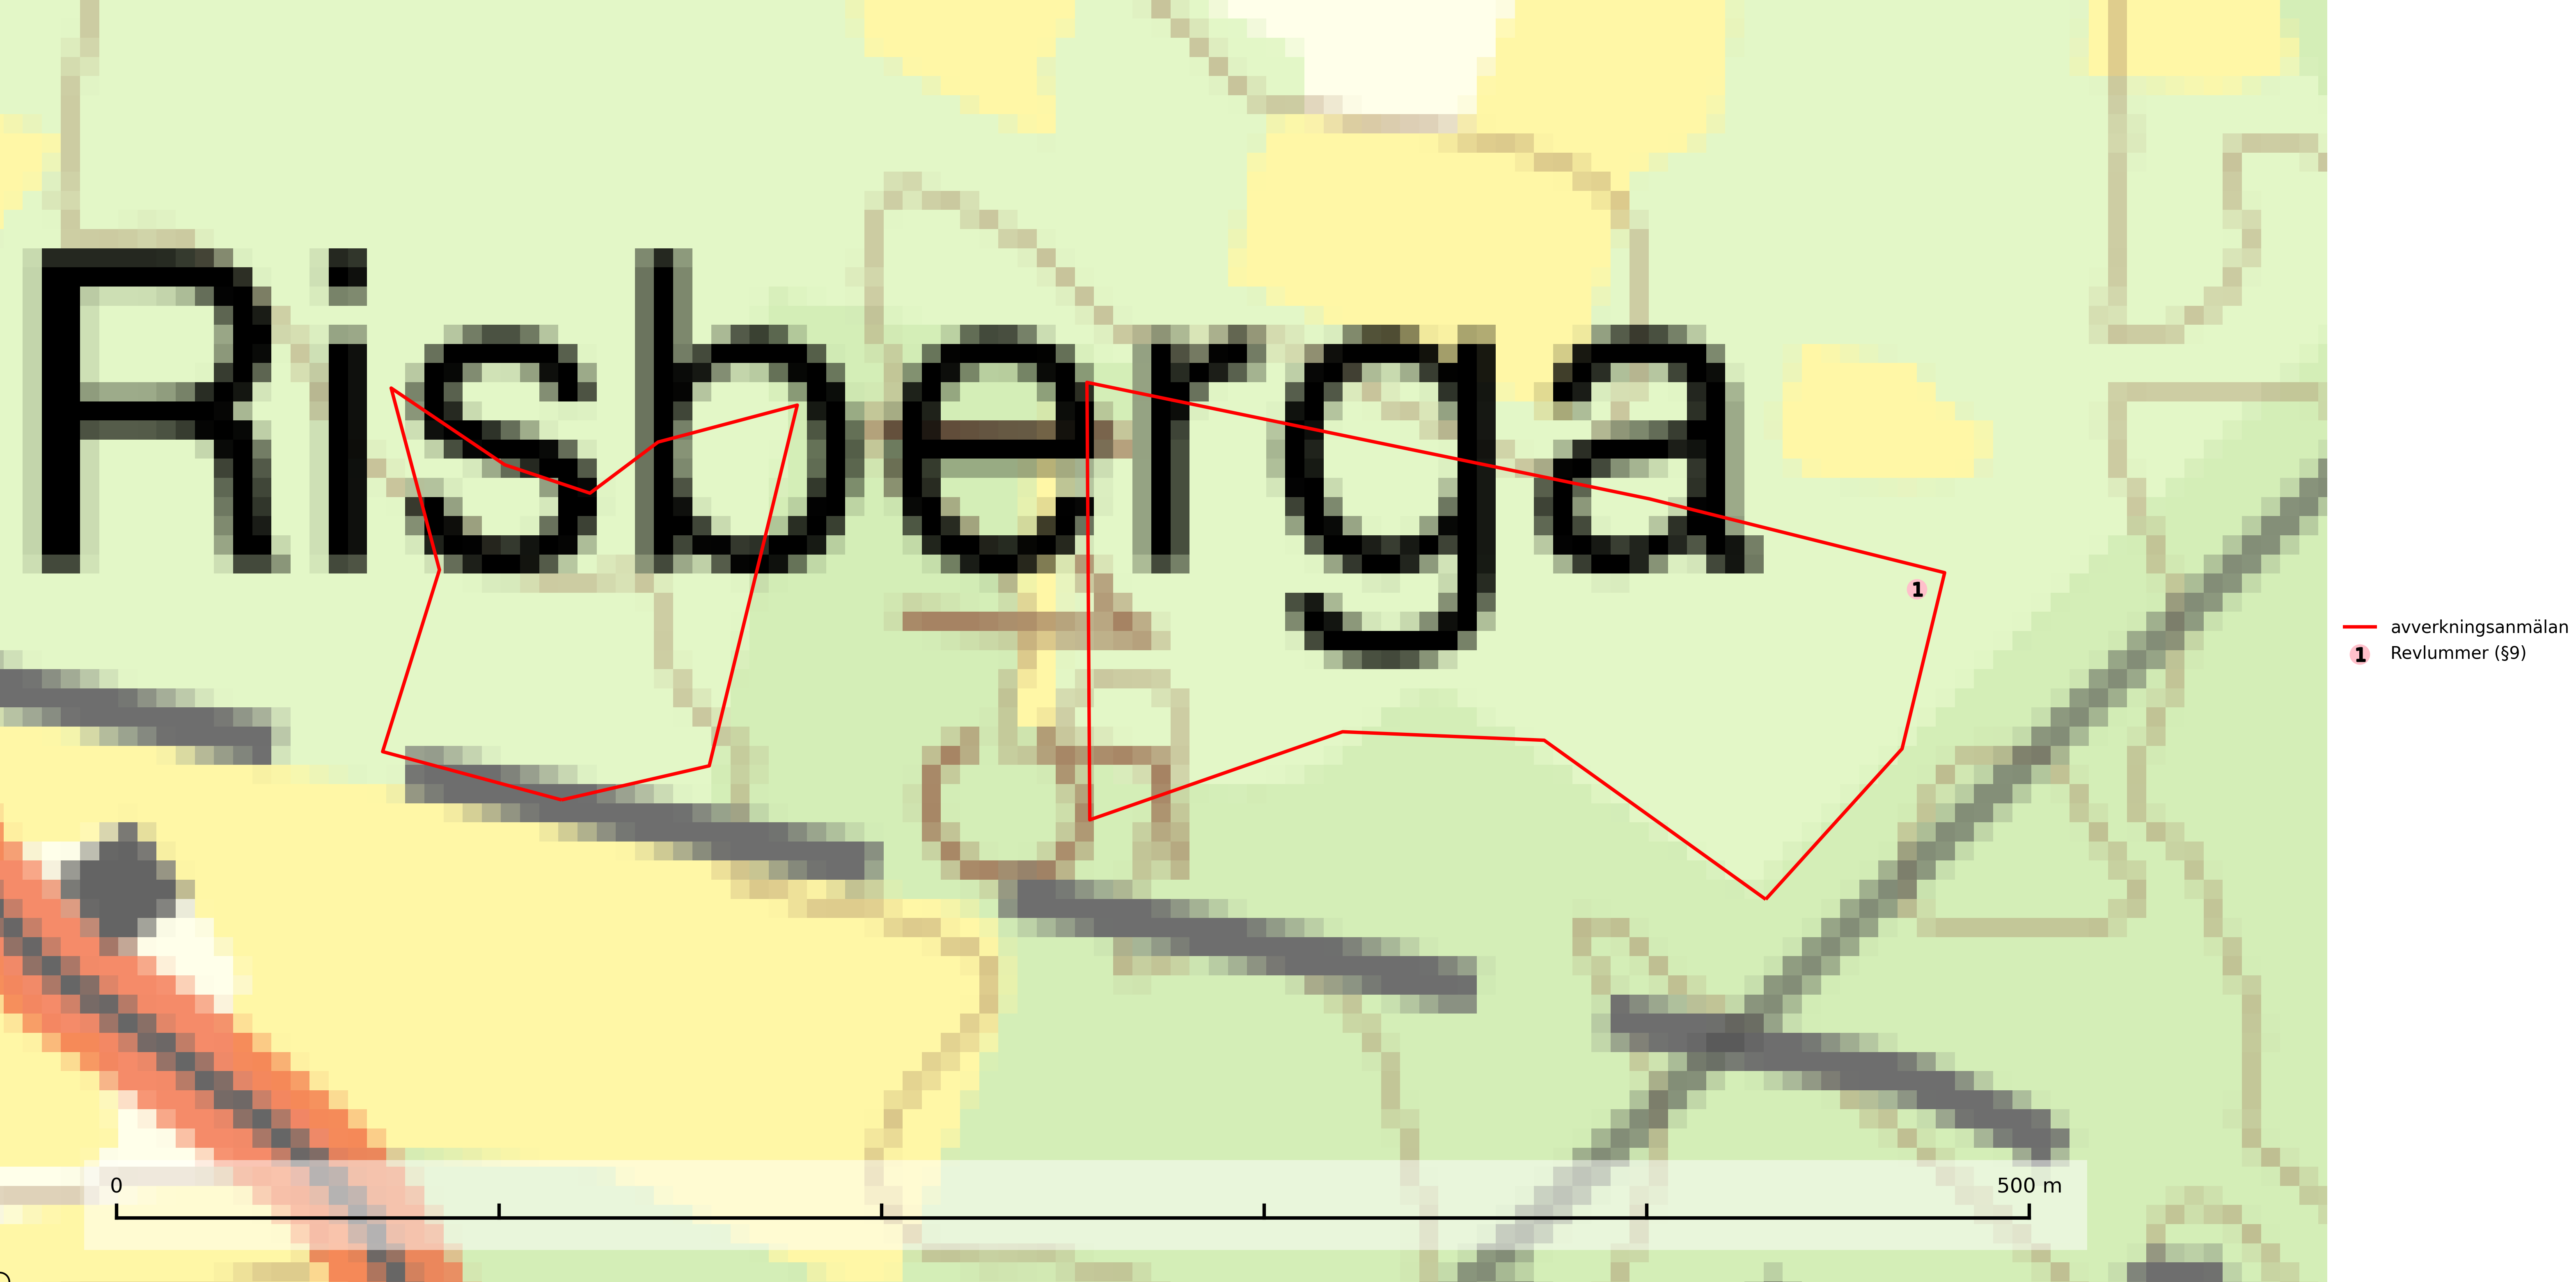 Risberga
1
avverkningsanmälan
1 Revlummer (§9)
0 500 m